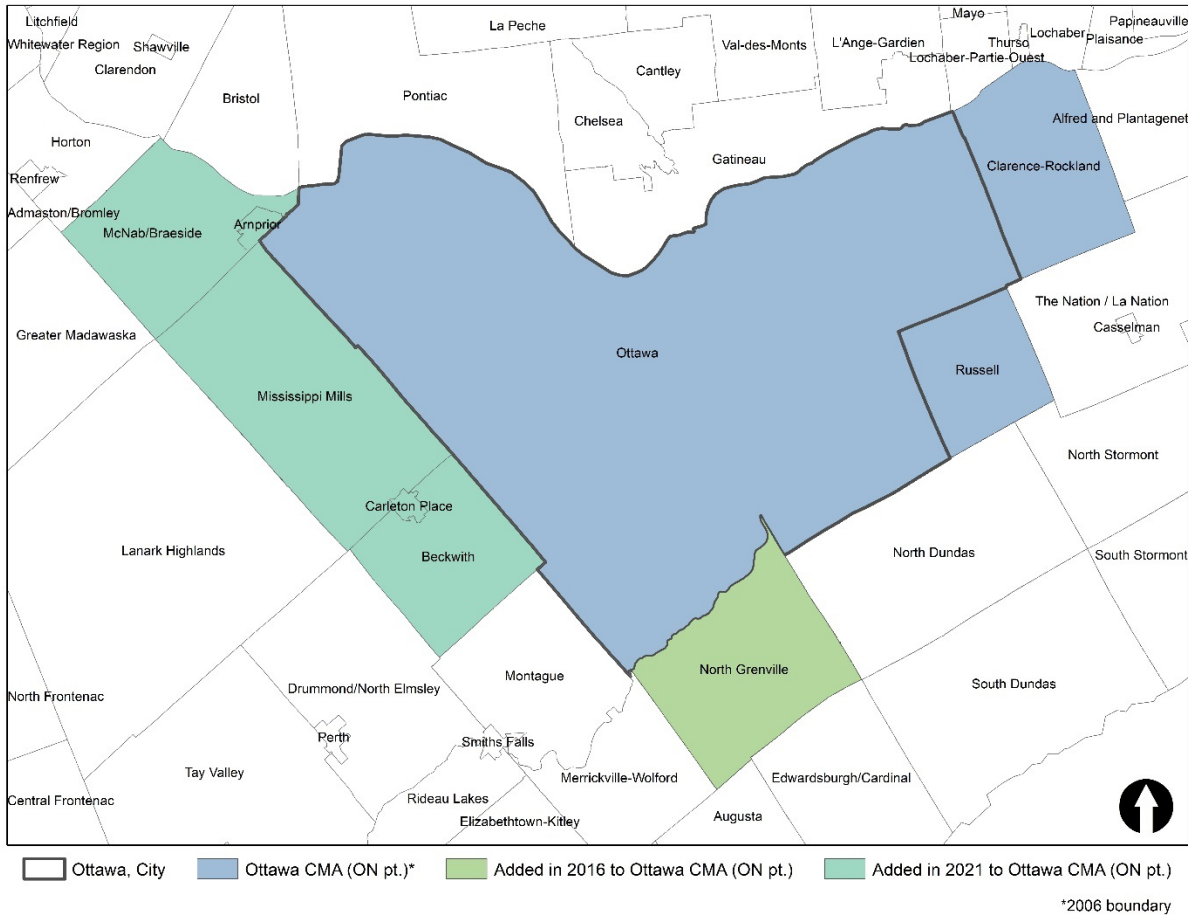 Litchfield
Whitewater Region
Shawville
Clarendon
Bristol
Pontiac
La Peche
Cantley
Chelsea
Val-des-Monts
L'Ange-Gardien
Mayo
Lochaber
Thurso
Lochaber-Partie-Ouest
Papineauville
Plaisance
Horton
Renfrew
Admaston/Bromley
McNab/Braeside
Arnprior
Gatineau
Alfred and Plantagenet
Clarence-Rockland
Greater Madawaska
Ottawa
The Nation / La Nation
Casselman
Russell
Mississippi Mills
North Stormont
Carleton Place
Lanark Highlands
Beckwith
North Dundas
South Stormont
North Frontenac
Drummond/North Elmsley
Montague
North Grenville
South Dundas
Perth
Smiths Falls
Tay Valley
Merrickville-Wolford
Edwardsburgh/Cardinal
Central Frontenac
Rideau Lakes
Elizabethtown-Kitley
Augusta
Ottawa, City
Ottawa CMA (ON pt.)*
Added in 2016 to Ottawa CMA (ON pt.)
Added in 2021 to Ottawa CMA (ON pt.)
*2006 boundary